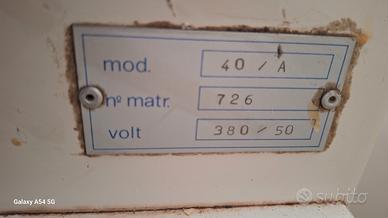 mod. 40/A
nº matr. 726
volt 380/50
Galaxy A54 5G
subito